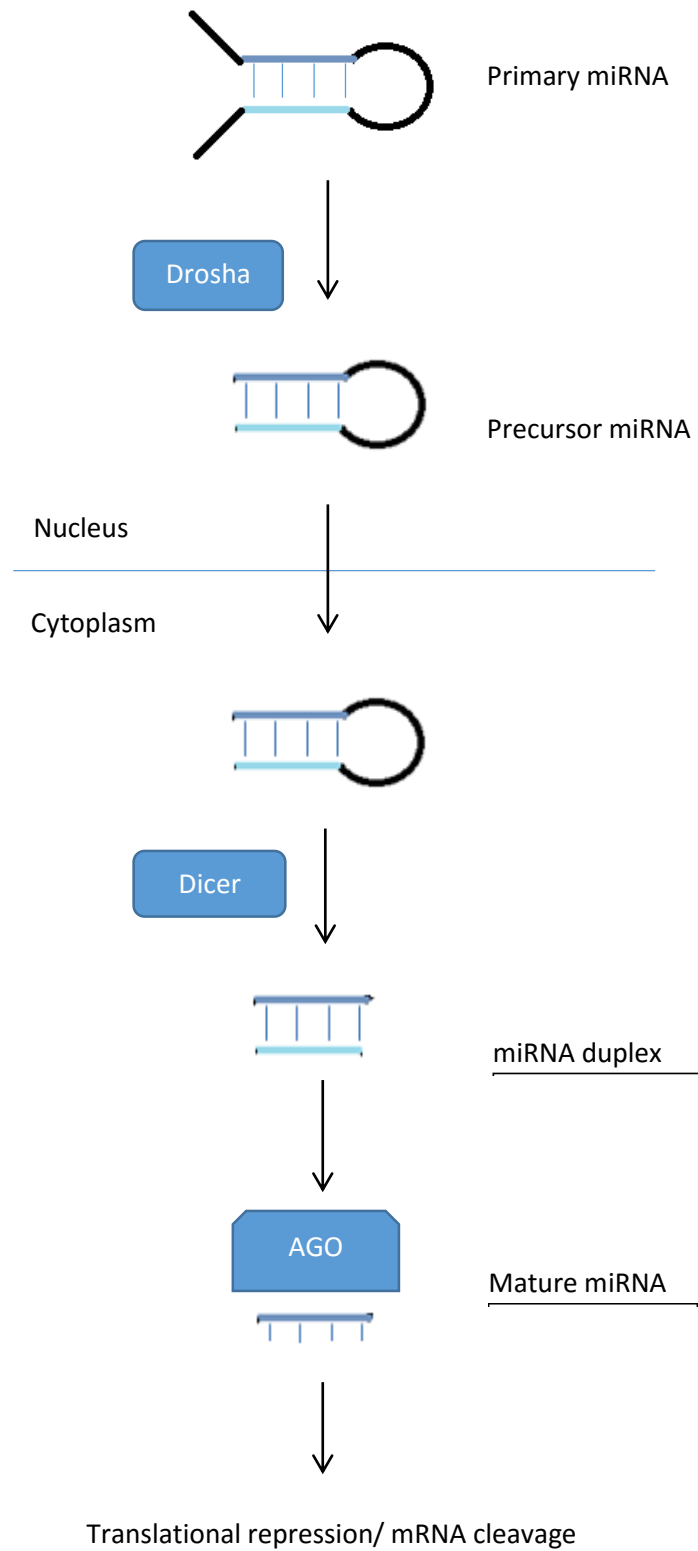 Primary miRNA
Drosha
Precursor miRNA
Nucleus
Cytoplasm
Dicer
miRNA duplex
AGO
Mature miRNA
Translational repression/ mRNA cleavage